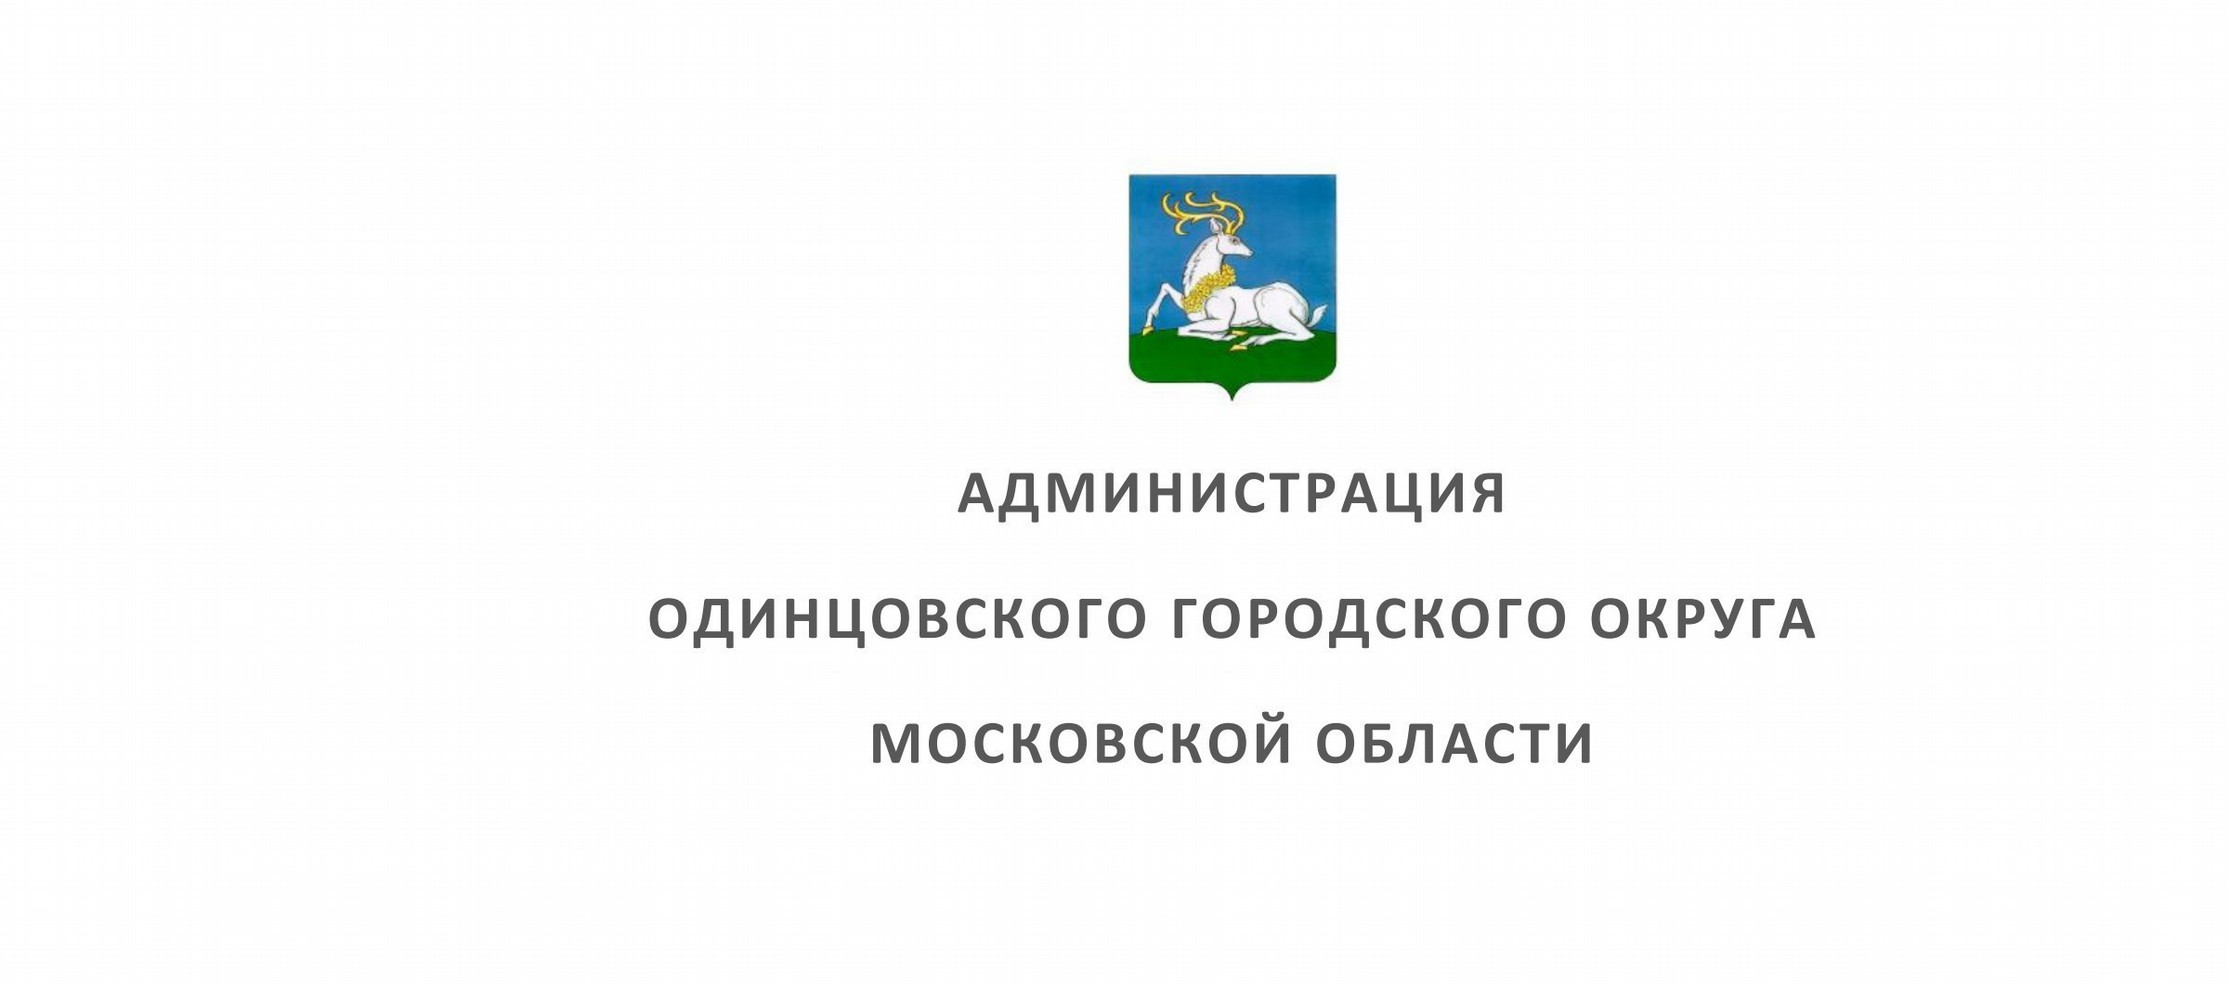 АДМИНИСТРАЦИЯ
ОДИНЦОВСКОГО ГОРОДСКОГО ОКРУГА
МОСКОВСКОЙ ОБЛАСТИ